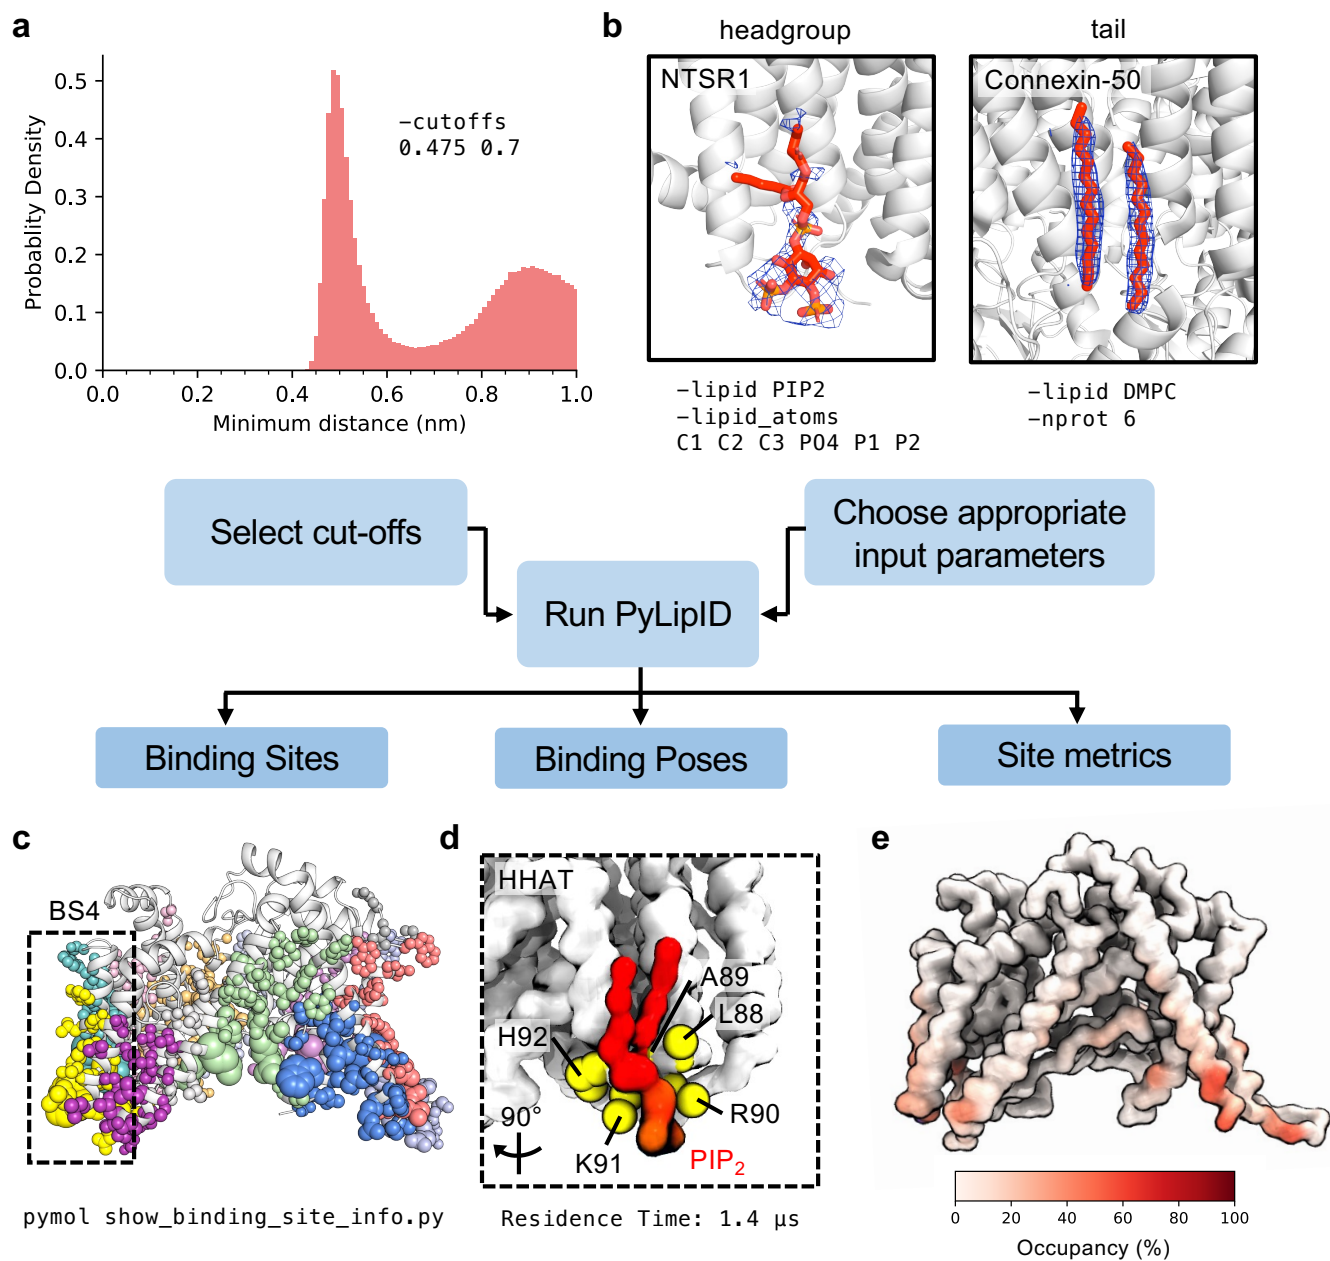 a
Probablity Density
0.5
0.4
0.3
0.2
0.1
0.0
0.0 0.2 0.4 0.6 0.8 1.0
Minimum distance (nm)
−cutoffs
0.475 0.7
b
headgroup
tail
NTSR1
Connexin-50
−lipid PIP2
−lipid_atoms
C1 C2 C3 PO4 P1 P2
−lipid DMPC
−nprot 6
Select cut-offs
Choose appropriate
input parameters
Run PyLipID
Binding Sites
Binding Poses
Site metrics
c
BS4
pymol show_binding_site_info.py
d
HHAT
A89
L88
H92
R90
90°
K91
PIP₂
Residence Time: 1.4 μs
e
0 20 40 60 80 100
Occupancy (%)